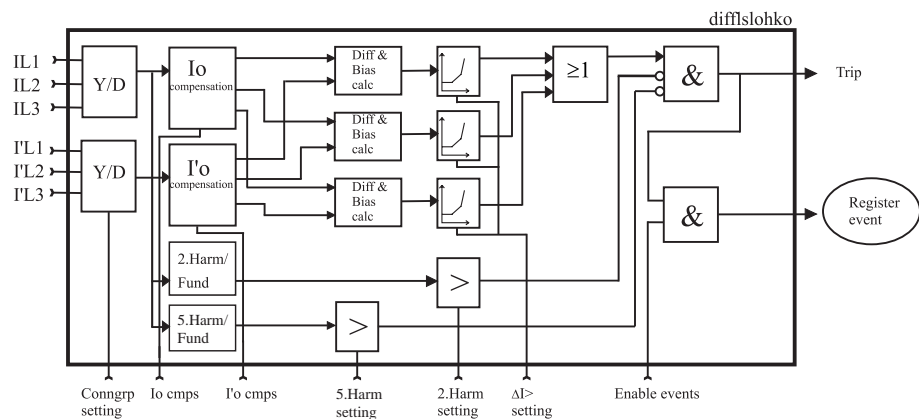 difflslohko
IL1
IL2
IL3
Y/D
Io
compensation
Diff &
Bias
calc
≥1
&
Trip
I'L1
I'L2
I'L3
Y/D
I'o
compensation
Diff &
Bias
calc
Diff &
Bias
calc
&
Register
event
2.Harm/
Fund
>
5.Harm/
Fund
>
Conngrp
setting
Io cmps
I'o cmps
5.Harm
setting
2.Harm
setting
ΔI>
setting
Enable events